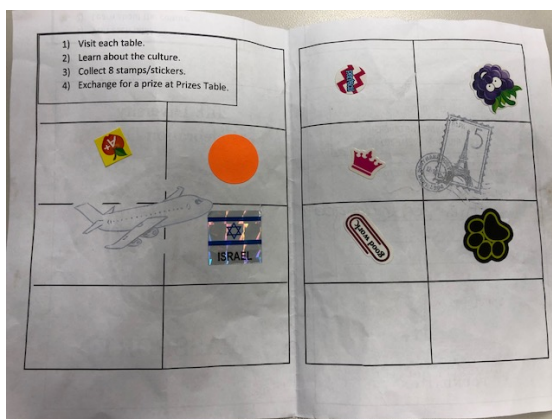 1) Visit each table.
2) Learn about the culture.
3) Collect 8 stamps/stickers.
4) Exchange for a prize at Prizes Table.
A+
ISRAEL
5
good work